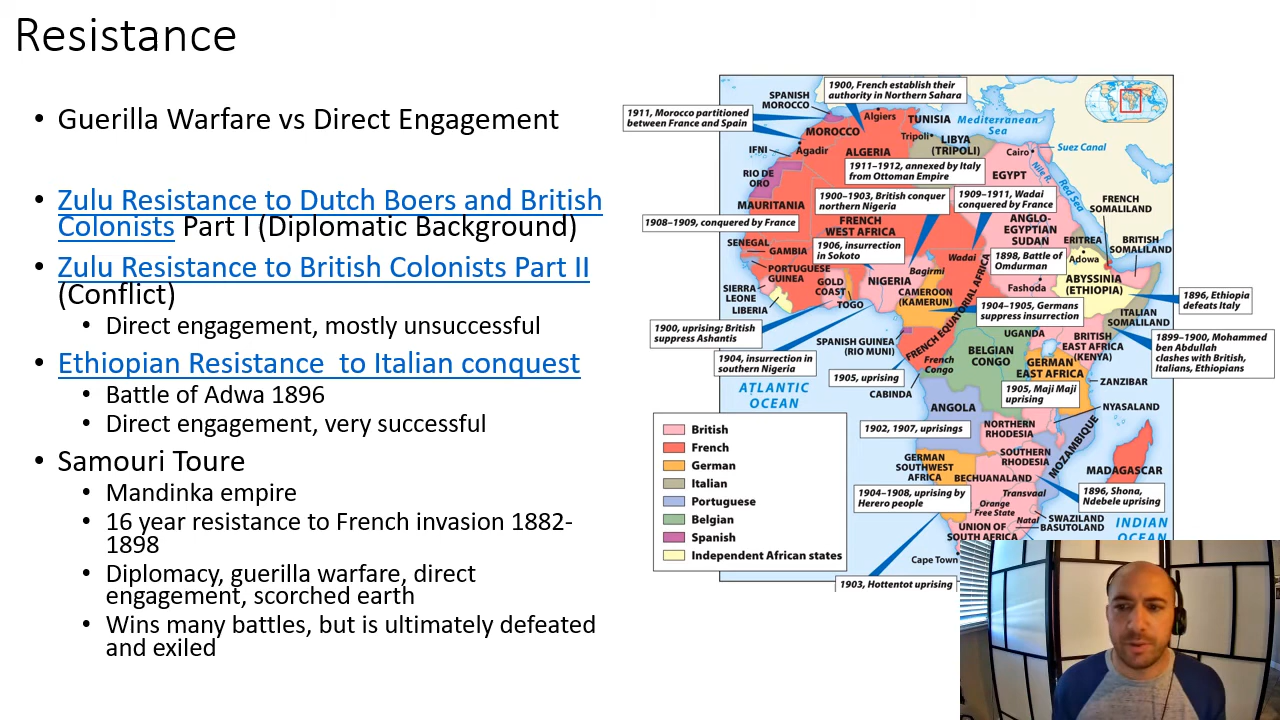 Resistance
• Guerilla Warfare vs Direct Engagement
• Zulu Resistance to Dutch Boers and British
Colonists Part I (Diplomatic Background)
• Zulu Resistance to British Colonists Part II
(Conflict)
• Direct engagement, mostly unsuccessful
• Ethiopian Resistance to Italian conquest
• Battle of Adwa 1896
• Direct engagement, very successful
• Samouri Toure
• Mandinka empire
• 16 year resistance to French invasion 1882-
1898
• Diplomacy, guerilla warfare, direct
engagement, scorched earth
• Wins many battles, but is ultimately defeated
and exiled
1900, French establish their
authority in Northern Sahara
SPANISH
MOROCCO
1911, Morocco partitioned
between France and Spain
Algiers
TUNISIA
Mediterranean
Sea
MOROCCO
Tripoli
LIBYA
(TRIPOLI)
IFNI
Agadir
ALGERIA
Cairo
Suez Canal
1911–1912, annexed by Italy
from Ottoman Empire
EGYPT
Nile R.
Red Sea
RIO DE
ORO
1900–1903, British conquer
northern Nigeria
1909–1911, Wadai
conquered by France
MAURITANIA
FRENCH
SOMALILAND
1908–1909, conquered by France
FRENCH
WEST AFRICA
ANGLO-
EGYPTIAN
SUDAN
SENEGAL
GAMBIA
1906, insurrection
in Sokoto
ERITREA
BRITISH
SOMALILAND
Wadai
1898, Battle of
Omdurman
Adowa
PORTUGUESE
GUINEA
Bagirmi
GOLD
COAST
NIGERIA
ABYSSINIA
(ETHIOPIA)
SIERRA
LEONE
CAMEROON
(KAMERUN)
Fashoda
1896, Ethiopia
defeats Italy
LIBERIA
TOGO
FRENCH EQUATORIAL AFRICA
1904–1905, Germans
suppress insurrection
ITALIAN
SOMALILAND
1900, uprising; British
suppress Ashantis
SPANISH GUINEA
(RIO MUNI)
UGANDA
BRITISH
EAST AFRICA
(KENYA)
1899–1900, Mohammed
ben Abdullah
clashes with British,
Italians, Ethiopians
1904, insurrection in
southern Nigeria
French
Congo
BELGIAN
CONGO
GERMAN
EAST AFRICA
1905, uprising
ZANZIBAR
ATLANTIC
OCEAN
CABINDA
1905, Maji Maji
uprising
ANGOLA
NYASALAND
1902, 1907, uprisings
NORTHERN
RHODESIA
MOZAMBIQUE
British
French
German
Italian
Portuguese
Belgian
Spanish
Independent African states
GERMAN
SOUTHWEST
AFRICA
SOUTHERN
RHODESIA
BECHUANALAND
MADAGASCAR
1904–1908, uprising by
Herero people
Transvaal
1896, Shona,
Ndebele uprising
Orange
Free State
Natal
SWAZILAND
BASUTOLAND
INDIAN
OCEAN
UNION OF
SOUTH AFRICA
Cape Town
1903, Hottentot uprising